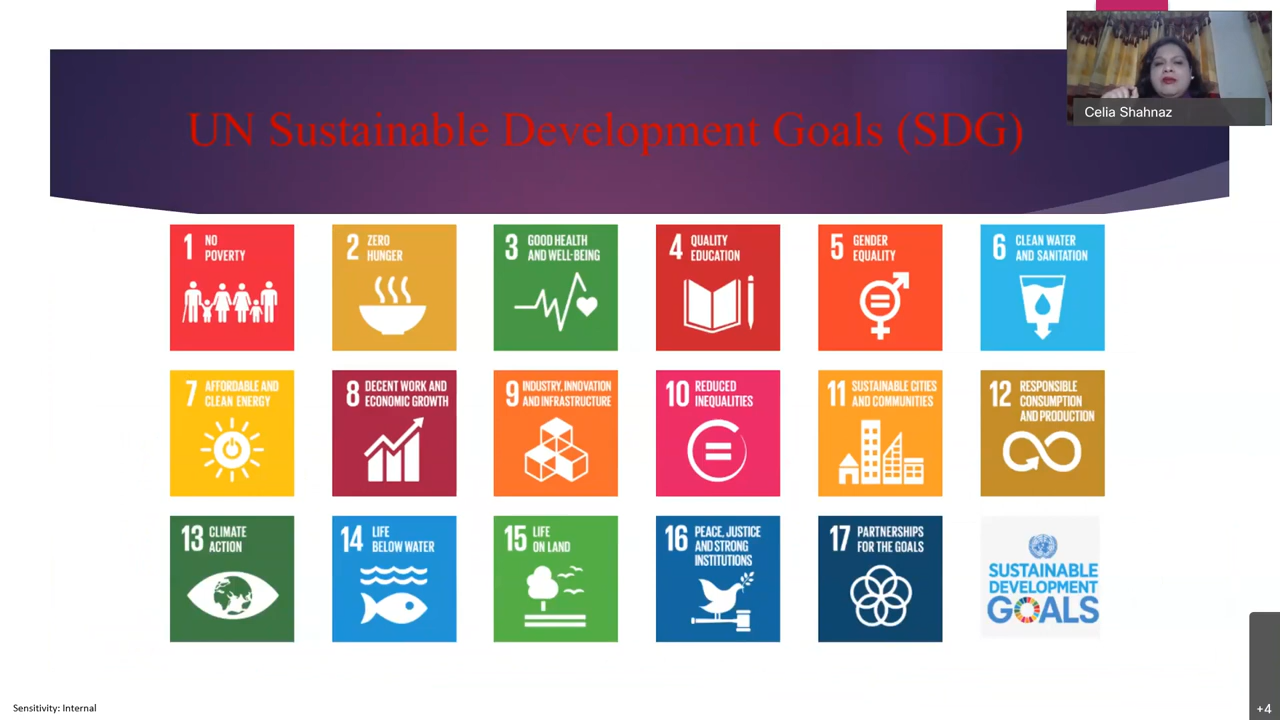 Celia Shahnaz
UN Sustainable Development Goals (SDG)
1 NO
POVERTY
2 ZERO
HUNGER
3 GOOD HEALTH
AND WELL-BEING
4 QUALITY
EDUCATION
5 GENDER
EQUALITY
6 CLEAN WATER
AND SANITATION
7 AFFORDABLE AND
CLEAN ENERGY
8 DECENT WORK AND
ECONOMIC GROWTH
9 INDUSTRY, INNOVATION
AND INFRASTRUCTURE
10 REDUCED
INEQUALITIES
11 SUSTAINABLE CITIES
AND COMMUNITIES
12 RESPONSIBLE
CONSUMPTION
AND PRODUCTION
13 CLIMATE
ACTION
14 LIFE
BELOW WATER
15 LIFE
ON LAND
16 PEACE, JUSTICE
AND STRONG
INSTITUTIONS
17 PARTNERSHIPS
FOR THE GOALS
SUSTAINABLE
DEVELOPMENT
GOALS
Sensitivity: Internal
+4